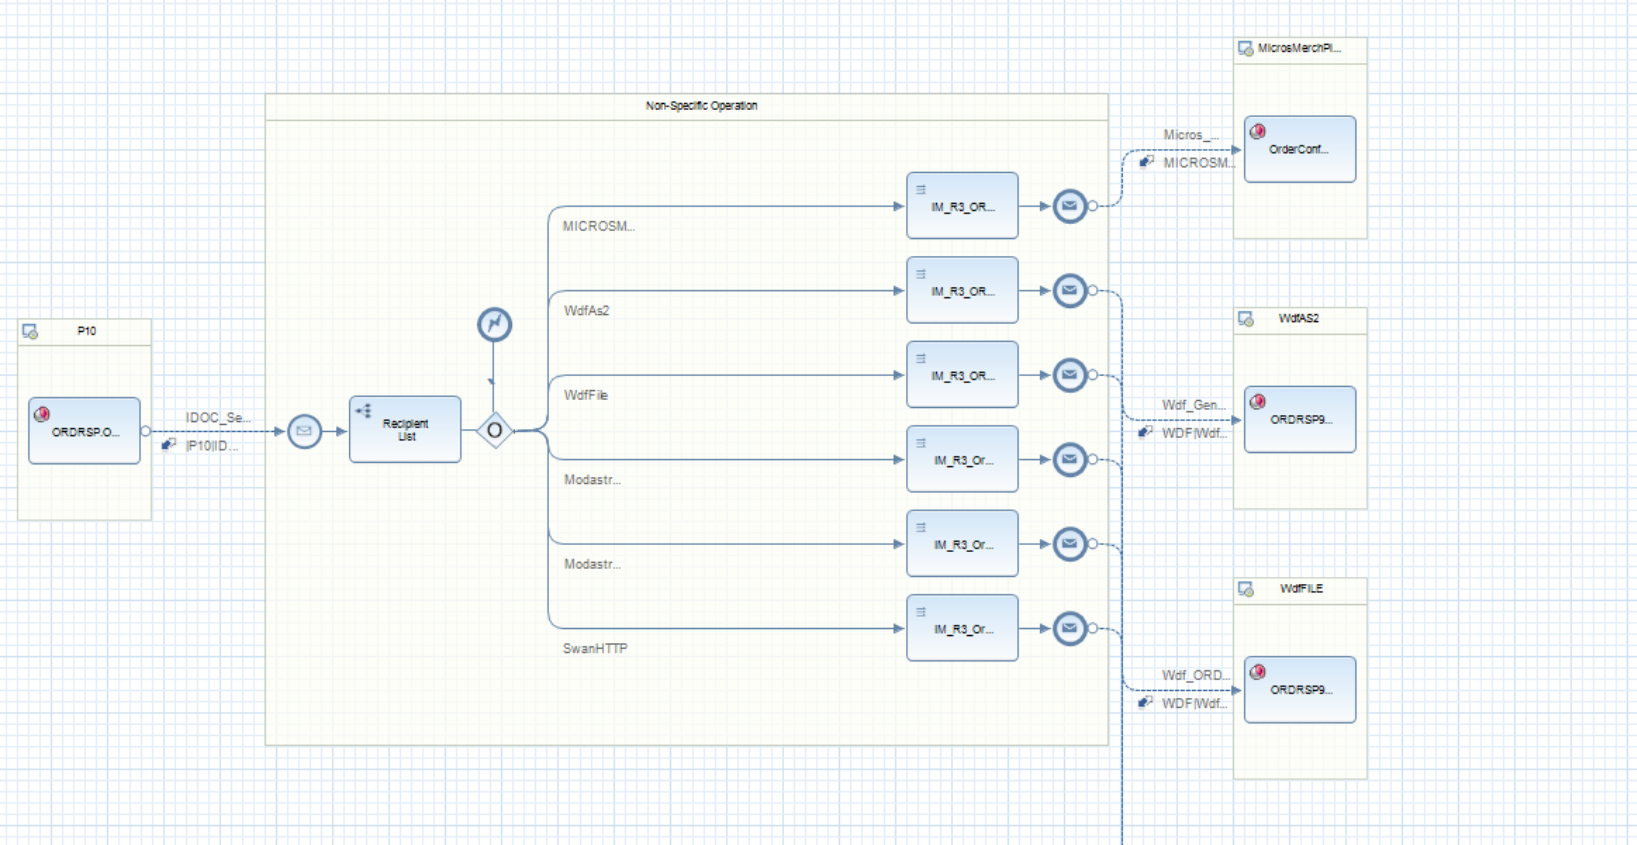 MicrosMerchPl...
Non-Specific Operation
Micros_...
OrderConf...
MICROSM...
IM_R3_OR...
MICROSM...
IM_R3_OR...
WdfAs2
WdfAS2
P10
IM_R3_OR...
WdfFile
Wdf_Gen...
IDOC_Se...
ORDRSP9...
Recipient
List
O
ORDRSP.O...
WDF|Wdf...
|P10|ID...
IM_R3_Or...
Modastr...
IM_R3_Or...
Modastr...
WdfFILE
IM_R3_Or...
SwanHTTP
Wdf_ORD...
ORDRSP9...
WDF|Wdf...